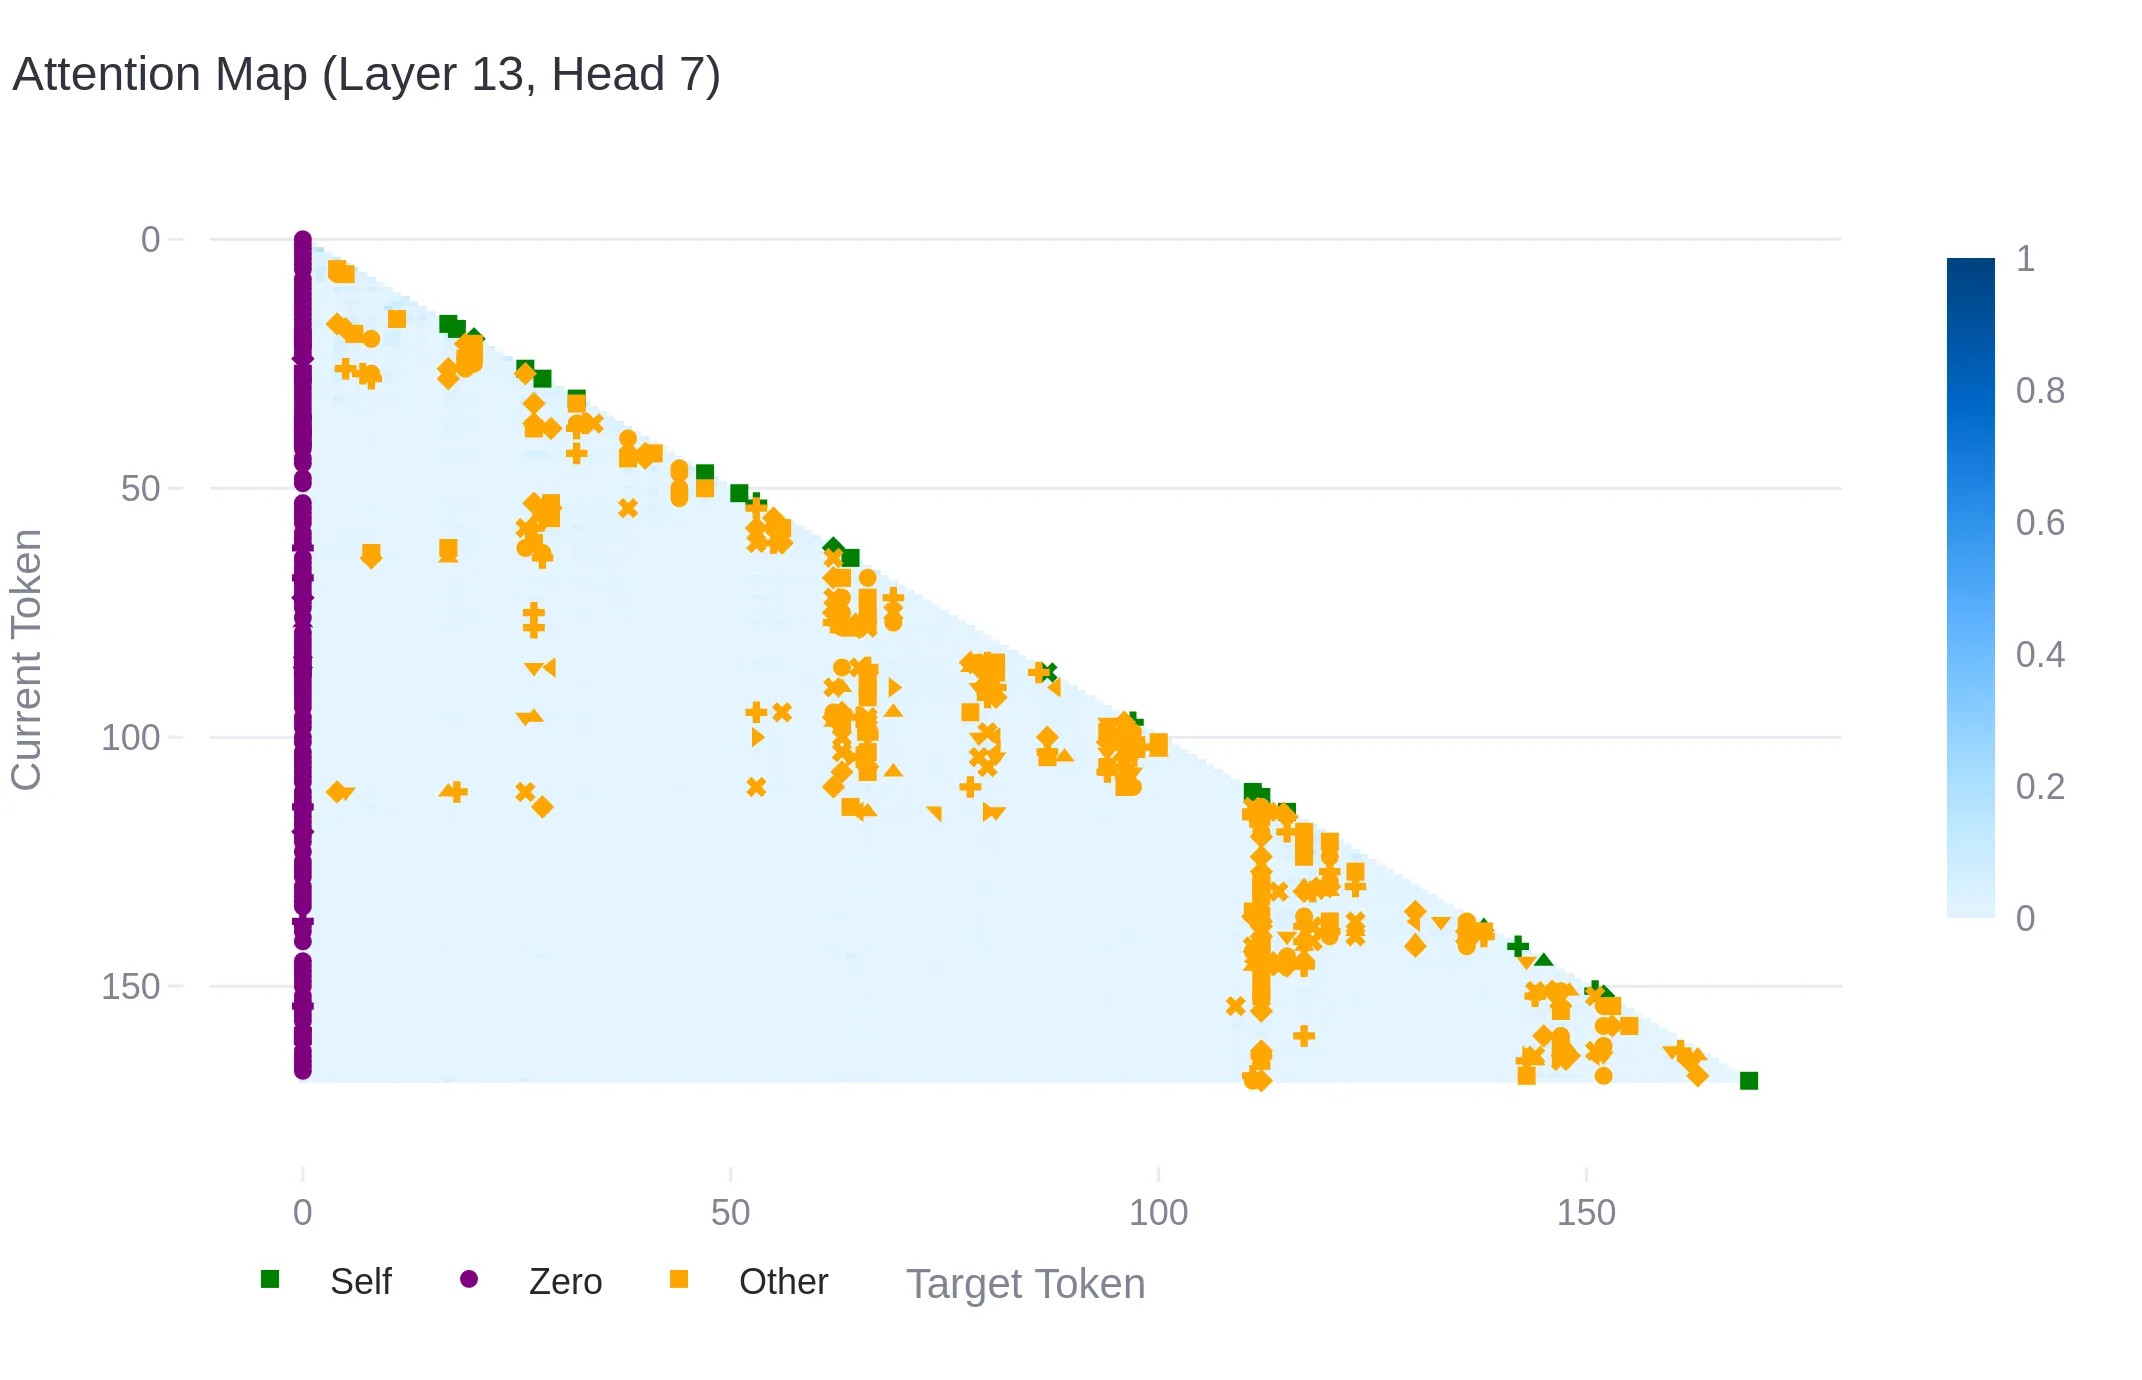 Attention Map (Layer 13, Head 7)
0
50
100
150
Current Token
0
50
100
150
Target Token
Self
Zero
Other
1
0.8
0.6
0.4
0.2
0